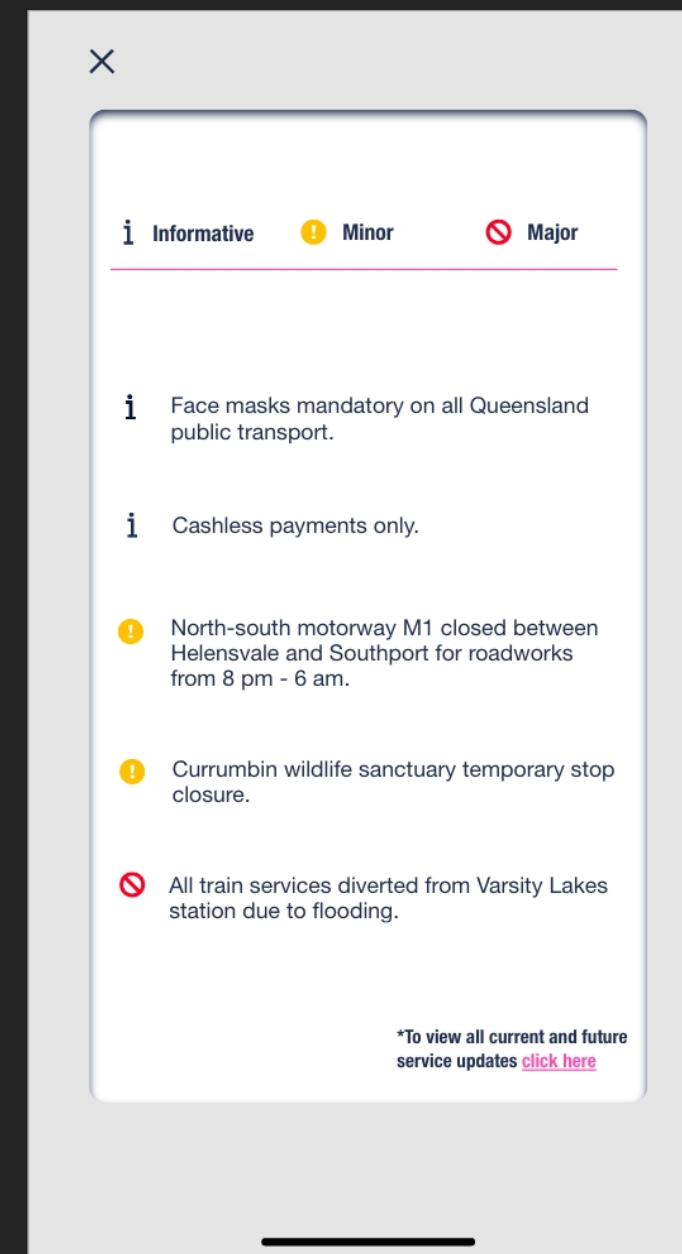 Informative Minor Major
Face masks mandatory on all Queensland
public transport.
Cashless payments only.
North-south motorway M1 closed between
Helensvale and Southport for roadworks
from 8 pm - 6 am.
Currumbin wildlife sanctuary temporary stop
closure.
All train services diverted from Varsity Lakes
station due to flooding.
*To view all current and future
service updates click here